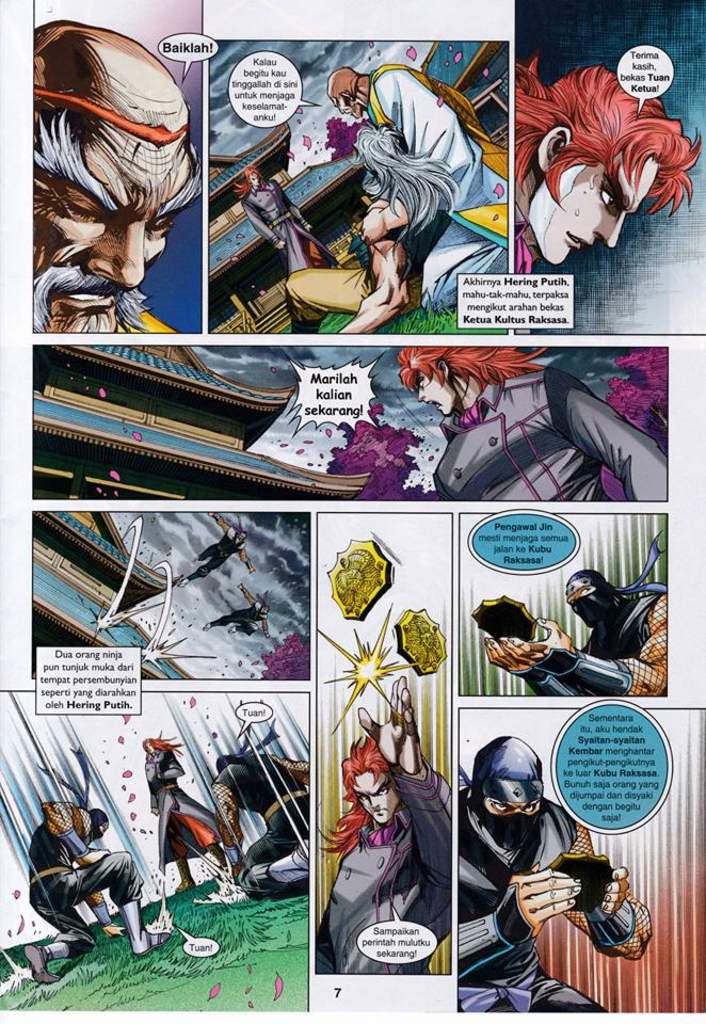 Baiklah!
Kalau
begitu kau
tinggallah di sini
untuk menjaga
keselamat-
anku!
Terima
kasih,
bekas Tuan
Ketua!
Akhirnya Hering Putih,
mahu-tak-mahu, terpaksa
mengikut arahan bekas
Ketua Kultus Raksasa.
Marilah
kalian
sekarang!
Dua orang ninja
pun tunjuk muka dari
tempat persembunyian
seperti yang diarahkan
oleh Hering Putih.
Tuan!
Tuan!
Sampaikan
perintah mulutku
sekarang!
Pengawal Jin
mesti menjaga semua
jalan ke Kubu
Raksasa!
Sementara
itu, aku hendak
Syaitan-syaitan
Kembar menghantar
pengikut-pengikutnya
ke luar Kubu Raksasa.
Bunuh saja orang yang
dijumpai dan disyaki
dengan begitu
saja!
7